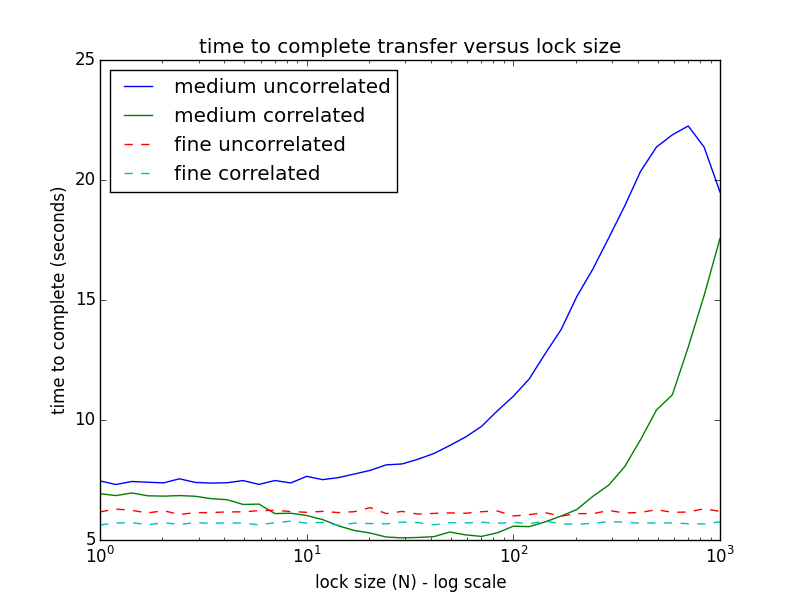 time to complete transfer versus lock size
25
20
15
10
5
time to complete (seconds)
medium uncorrelated
medium correlated
fine uncorrelated
fine correlated
10^0 10^1 10^2 10^3
lock size (N) - log scale